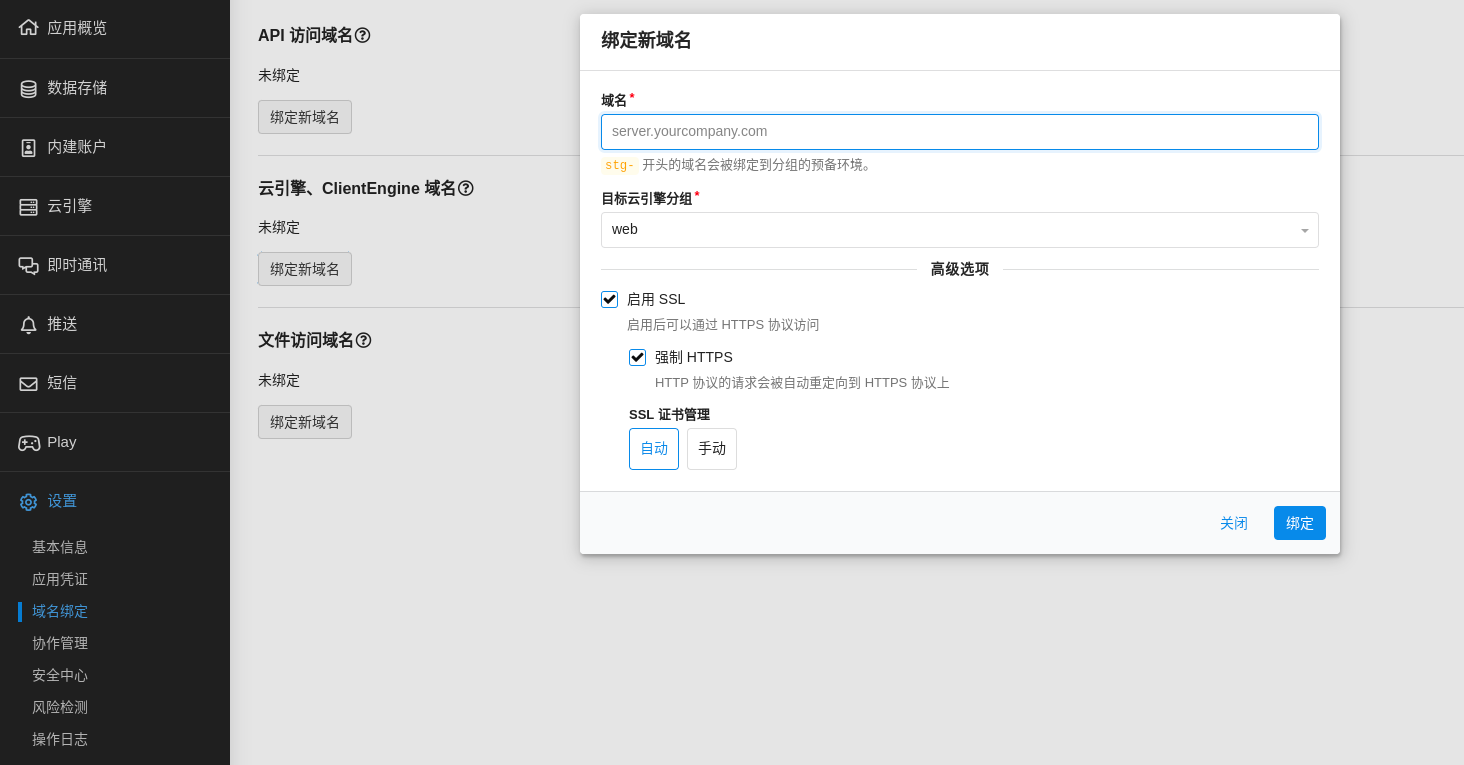 应用概览
数据存储
内建账户
云引擎
即时通讯
推送
短信
Play
设置
基本信息
应用凭证
域名绑定
协作管理
安全中心
风险检测
操作日志
API 访问域名
未绑定
绑定新域名
云引擎、ClientEngine 域名
未绑定
绑定新域名
文件访问域名
未绑定
绑定新域名
绑定新域名
域名*
server.yourcompany.com
stg- 开头的域名会被绑定到分组的预备环境。
目标云引擎分组*
web
高级选项
启用 SSL
启用后可以通过 HTTPS 协议访问
强制 HTTPS
HTTP 协议的请求会被自动重定向到 HTTPS 协议上
SSL 证书管理
自动 手动
关闭 绑定